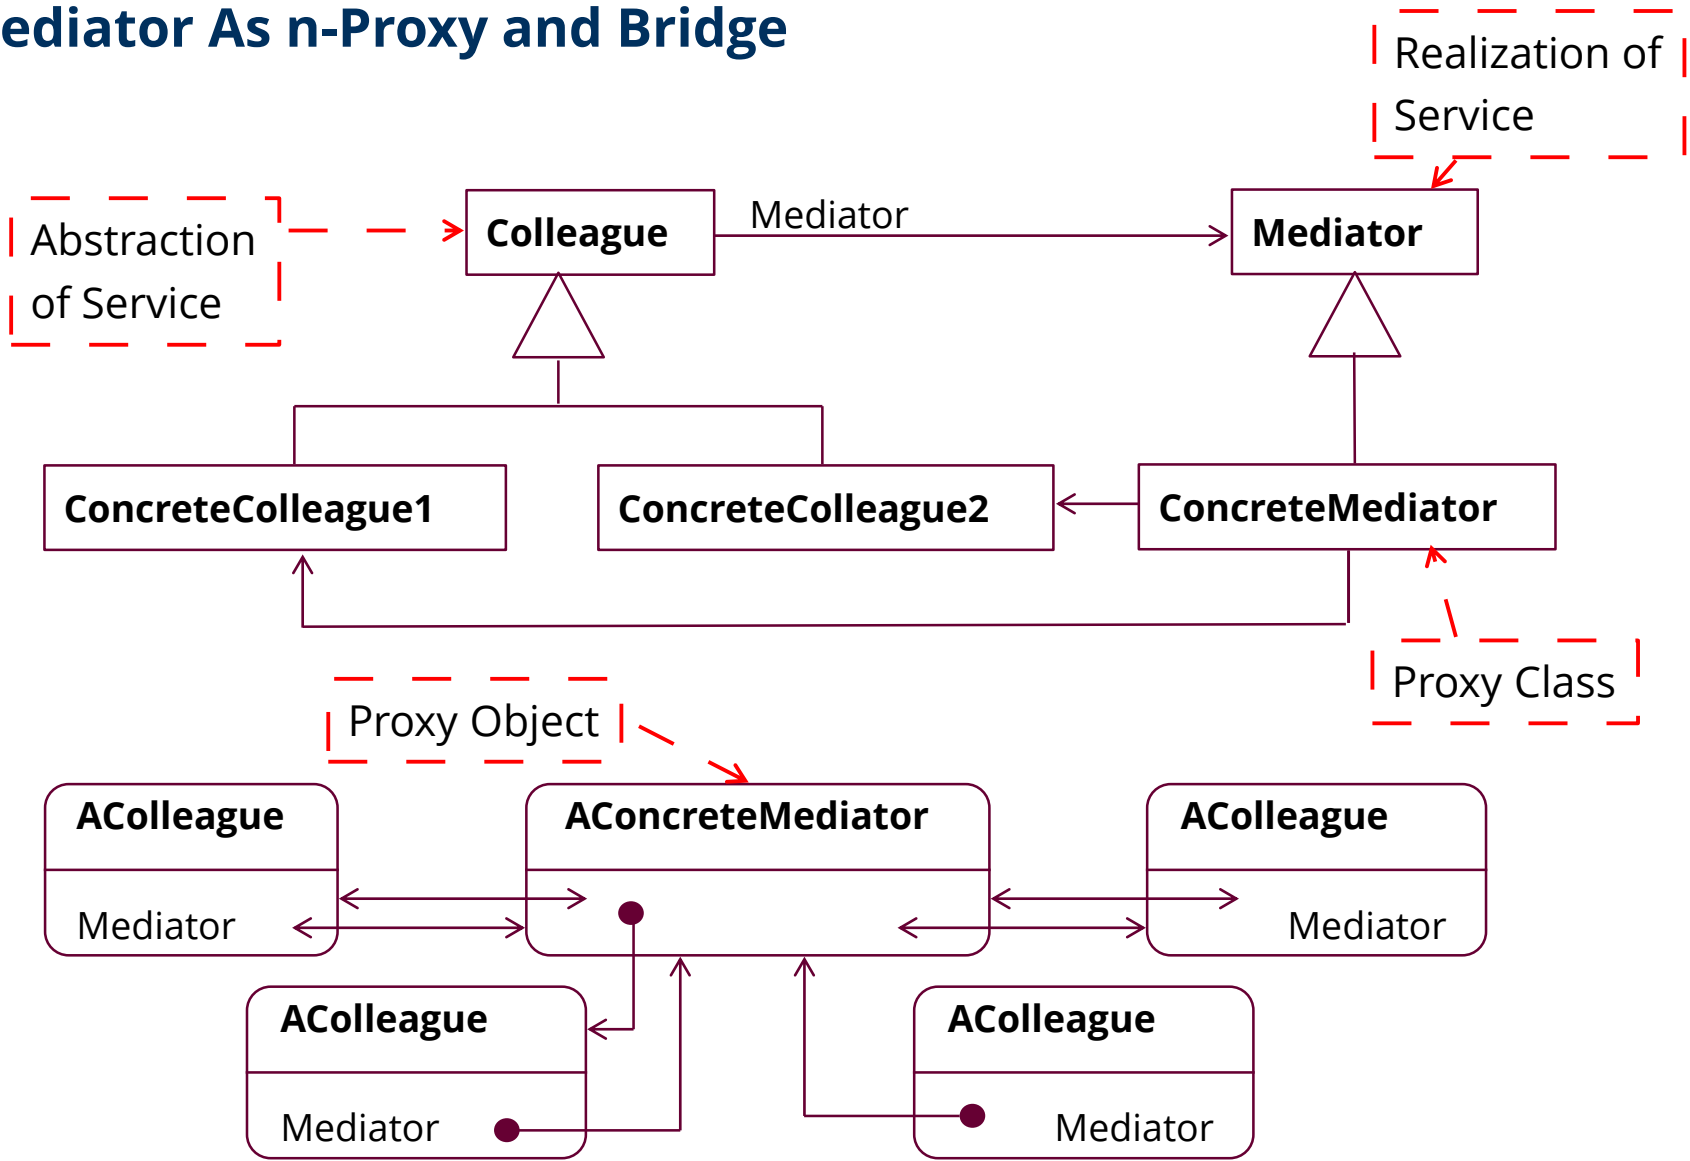 ediator As n-Proxy and Bridge
Realization of
Service
Abstraction
of Service
Colleague
Mediator
Mediator
ConcreteColleague1
ConcreteColleague2
ConcreteMediator
Proxy Class
Proxy Object
AColleague
AConcreteMediator
AColleague
Mediator
Mediator
AColleague
AColleague
Mediator
Mediator